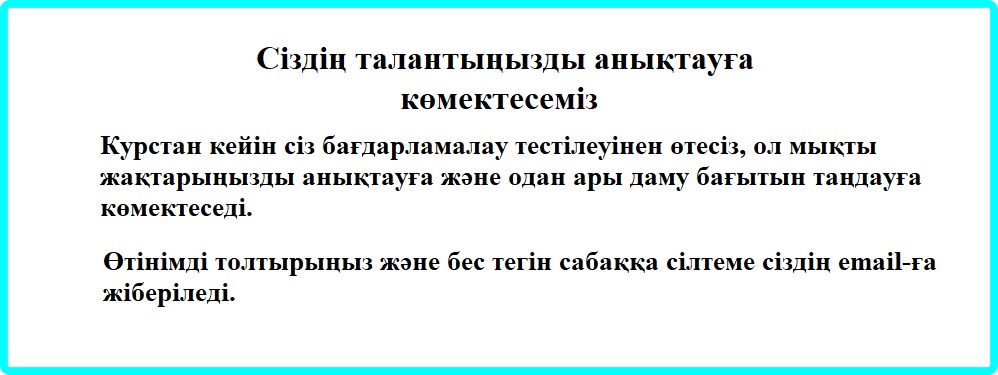 Сіздің талантыңызды анықтауға
көмектесеміз
Курстан кейін сіз бағдарламалау тестілеуінен өтесіз, ол мықты
жақтарыңызды анықтауға және одан ары даму бағытын таңдауға
көмектеседі.
Өтінімді толтырыңыз және бес тегін сабаққа сілтеме сіздің email-ға
жіберіледі.